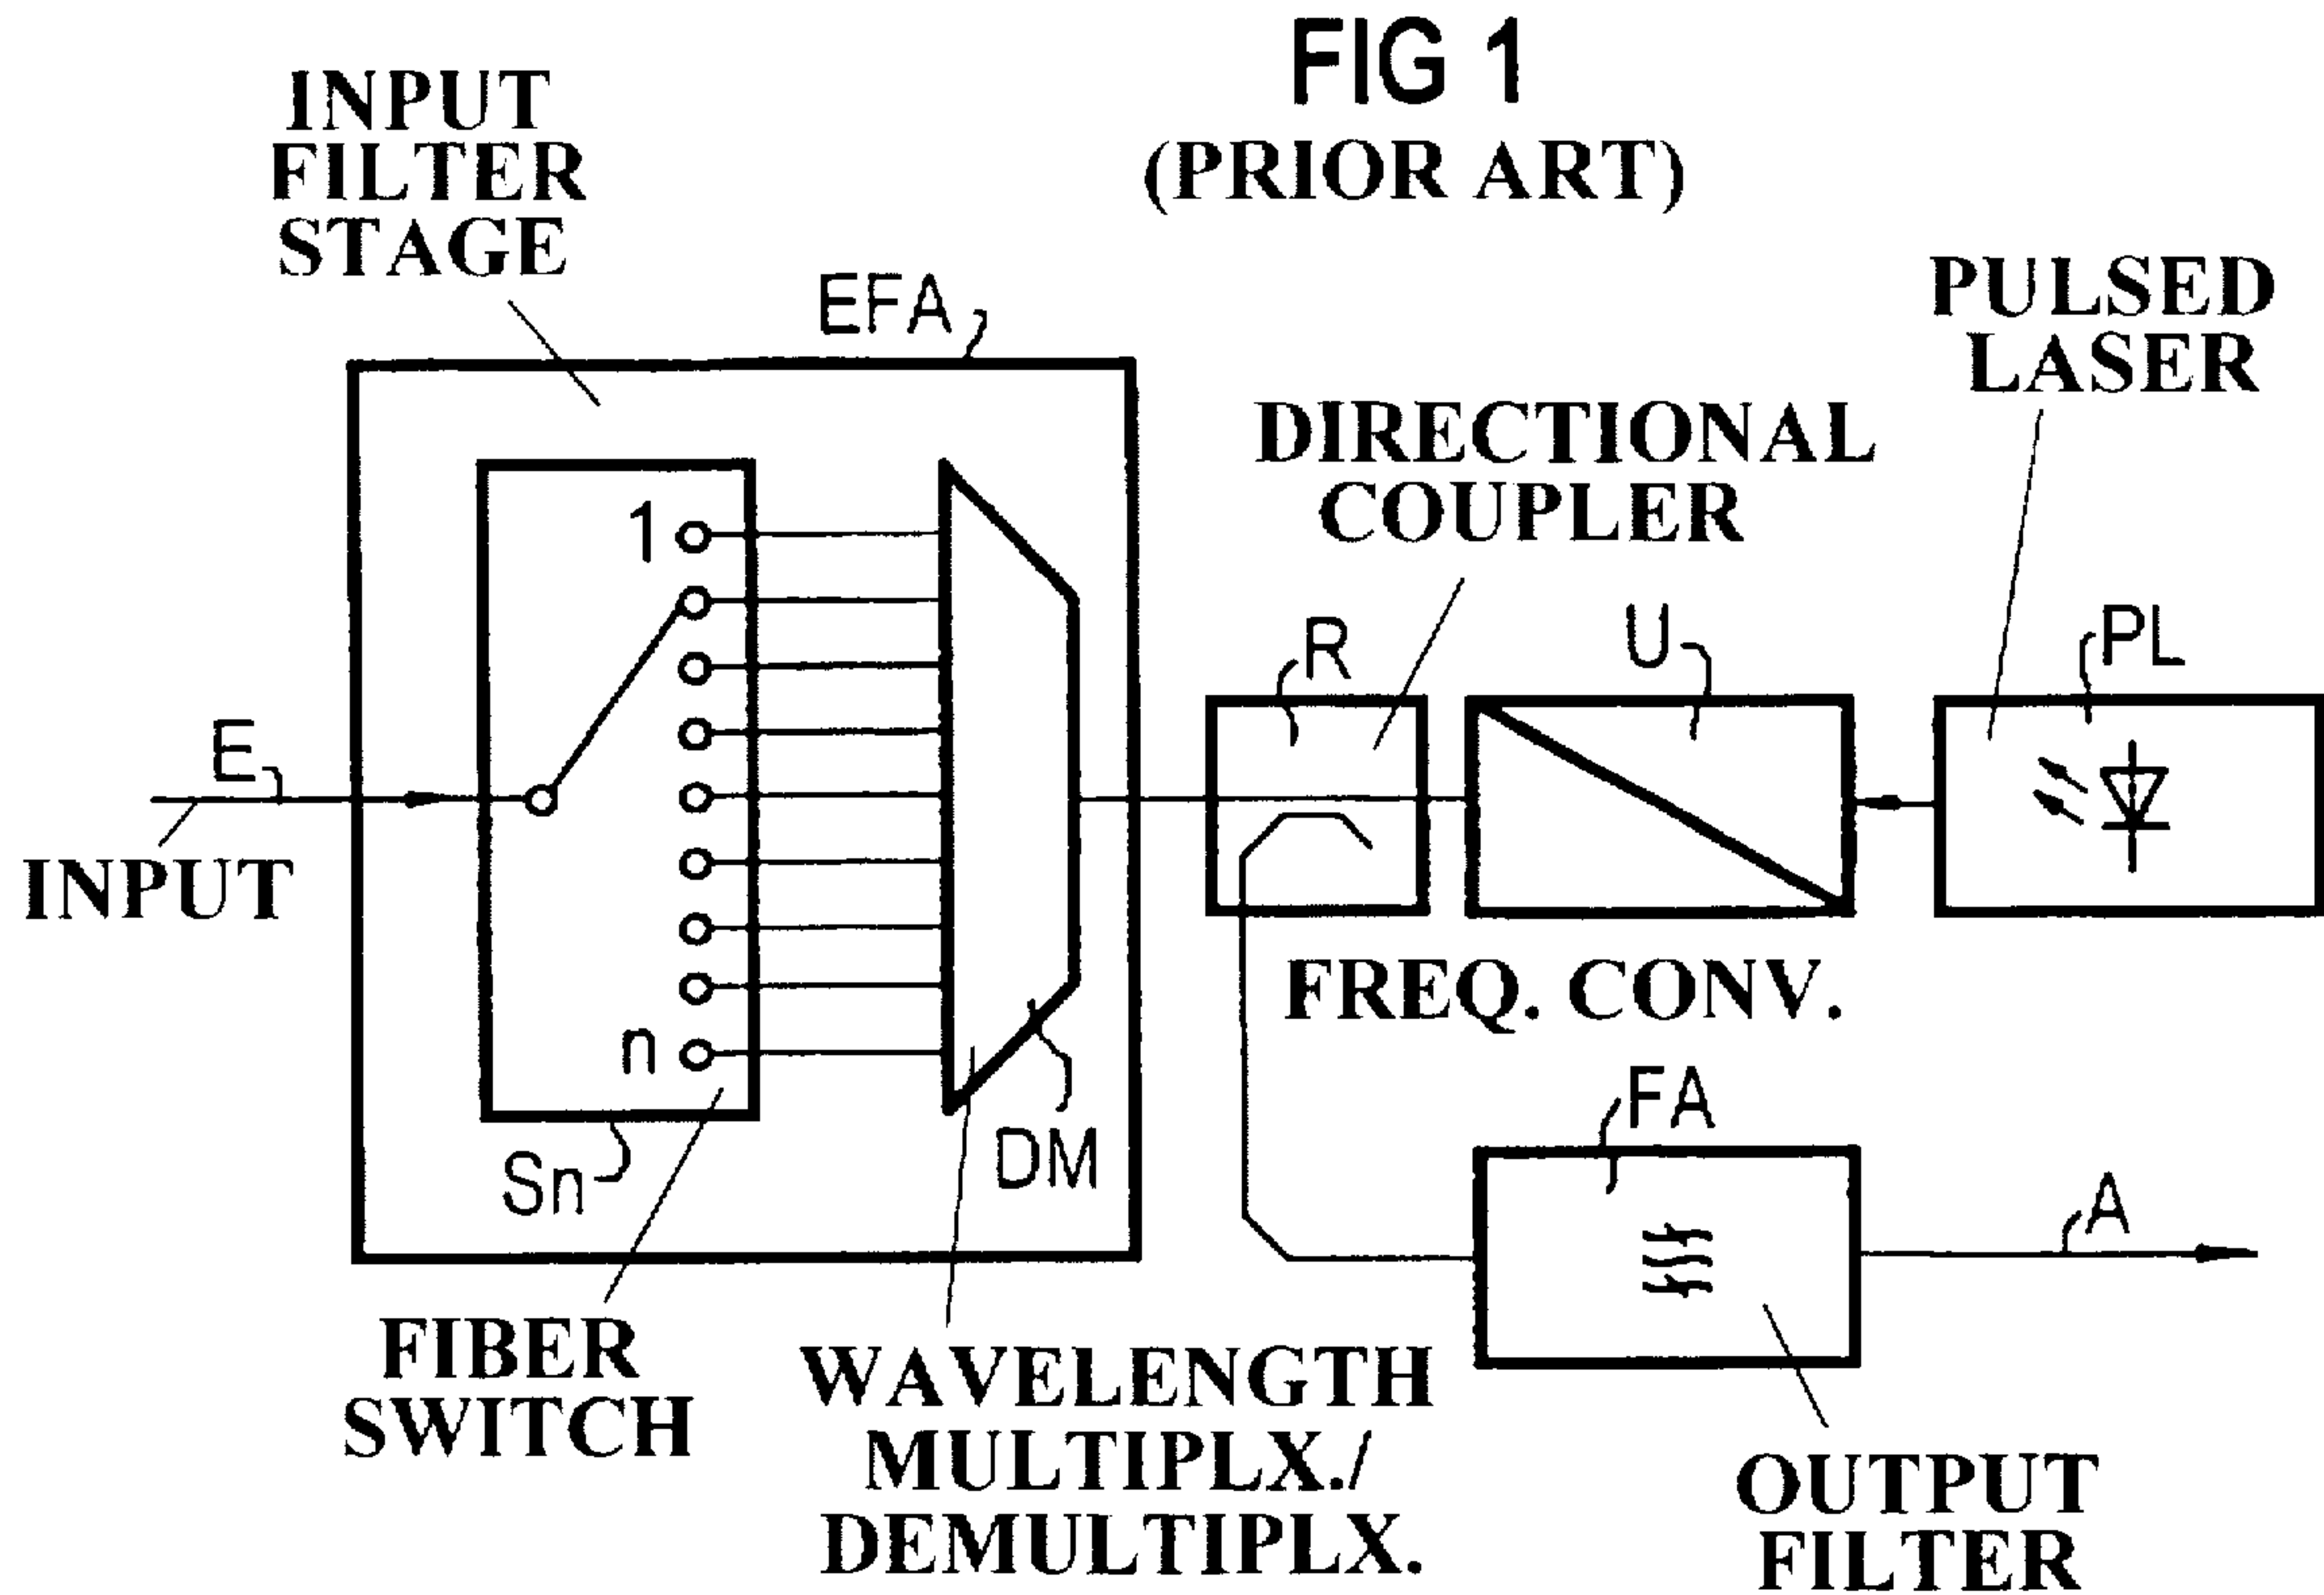 FIG 1
(PRIOR ART)
INPUT
FILTER
STAGE
EFA
PULSED
LASER
DIRECTIONAL
COUPLER
1
R
U
PL
E
INPUT
FREQ. CONV.
n
FA
DM
Sn
A
FIBER
SWITCH
WAVELENGTH
MULTIPLX./
DEMULTIPLX.
OUTPUT
FILTER